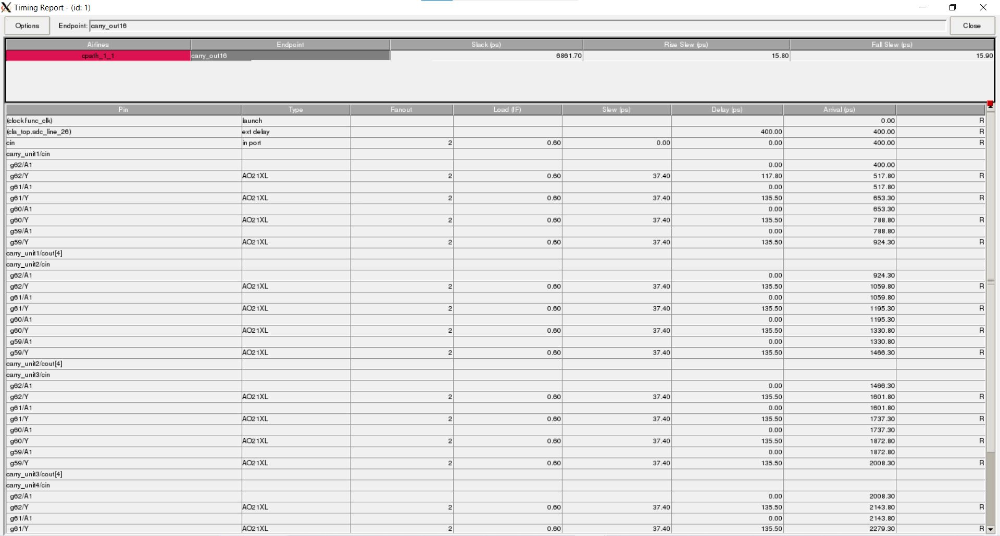 Timing Report - (id: 1)
Options Endpoint: carry_out16 Close
Airlines Endpoint Slack (ps) Rise Slew (ps) Fall Slew (ps)
cpath_1_1 carry_out16 6861.70 15.80 15.90
Pin Type Fanout Load (fF) Slew (ps) Delay (ps) Arrival (ps)
(clock func_clk) launch 0.00 R
(cla_top.sdc_line_26) ext delay 400.00 400.00 R
cin in port 2 0.60 0.00 0.00 400.00 R
carry_unit1/cin
g62/A1 0.00 400.00
g62/Y AO21XL 2 0.60 37.40 117.80 517.80 R
g61/A1 0.00 517.80
g61/Y AO21XL 2 0.60 37.40 135.50 653.30 R
g60/A1 0.00 653.30
g60/Y AO21XL 2 0.60 37.40 135.50 788.80 R
g59/A1 0.00 788.80
g59/Y AO21XL 2 0.60 37.40 135.50 924.30 R
carry_unit1/cout[4]
carry_unit2/cin
g62/A1 0.00 924.30
g62/Y AO21XL 2 0.60 37.40 135.50 1059.80 R
g61/A1 0.00 1059.80
g61/Y AO21XL 2 0.60 37.40 135.50 1195.30 R
g60/A1 0.00 1195.30
g60/Y AO21XL 2 0.60 37.40 135.50 1330.80 R
g59/A1 0.00 1330.80
g59/Y AO21XL 2 0.60 37.40 135.50 1466.30 R
carry_unit2/cout[4]
carry_unit3/cin
g62/A1 0.00 1466.30
g62/Y AO21XL 2 0.60 37.40 135.50 1601.80 R
g61/A1 0.00 1601.80
g61/Y AO21XL 2 0.60 37.40 135.50 1737.30 R
g60/A1 0.00 1737.30
g60/Y AO21XL 2 0.60 37.40 135.50 1872.80 R
g59/A1 0.00 1872.80
g59/Y AO21XL 2 0.60 37.40 135.50 2008.30 R
carry_unit3/cout[4]
carry_unit4/cin
g62/A1 0.00 2008.30
g62/Y AO21XL 2 0.60 37.40 135.50 2143.80 R
g61/A1 0.00 2143.80
g61/Y AO21XL 2 0.60 37.40 135.50 2279.30 R